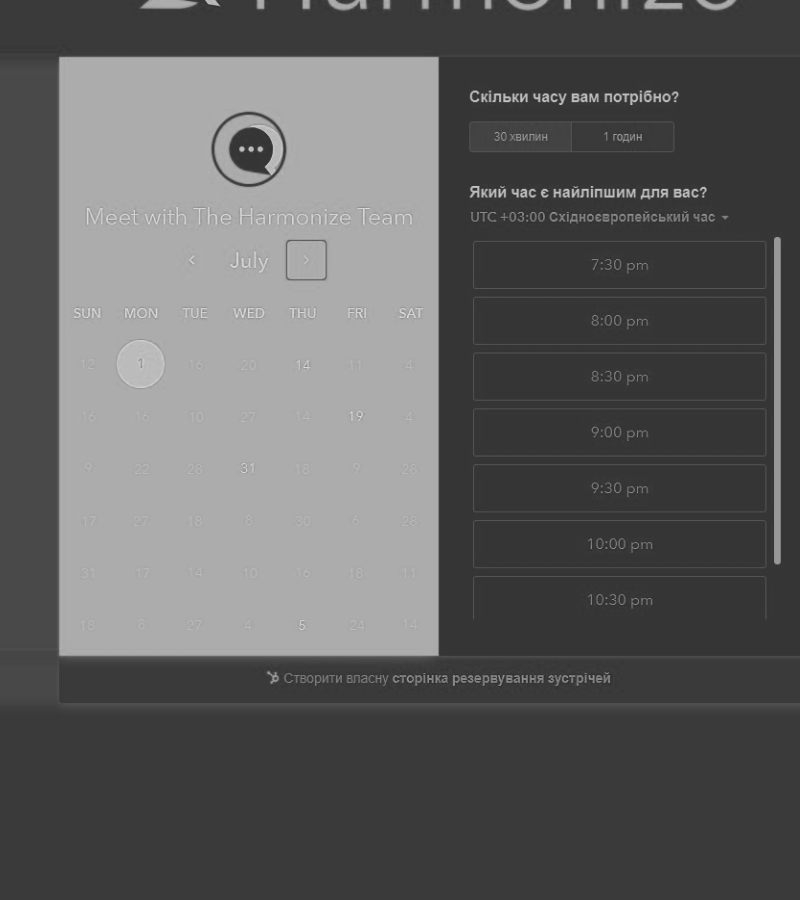 Harmonize
Meet with The Harmonize Team
July
SUN MON TUE WED THU FRI SAT
12 1 16 20 14 11 4
16 16 10 27 14 19 4
9 22 28 31 18 9 28
17 27 18 8 30 6 28
31 17 14 10 16 18 11
18 8 27 4 5 24 14
Скільки часу вам потрібно?
30 хвилин 1 годин
Який час є найліпшим для вас?
UTC +03:00 Східноєвропейський час
7:30 pm
8:00 pm
8:30 pm
9:00 pm
9:30 pm
10:00 pm
10:30 pm
Створити власну сторінка резервування зустрічей